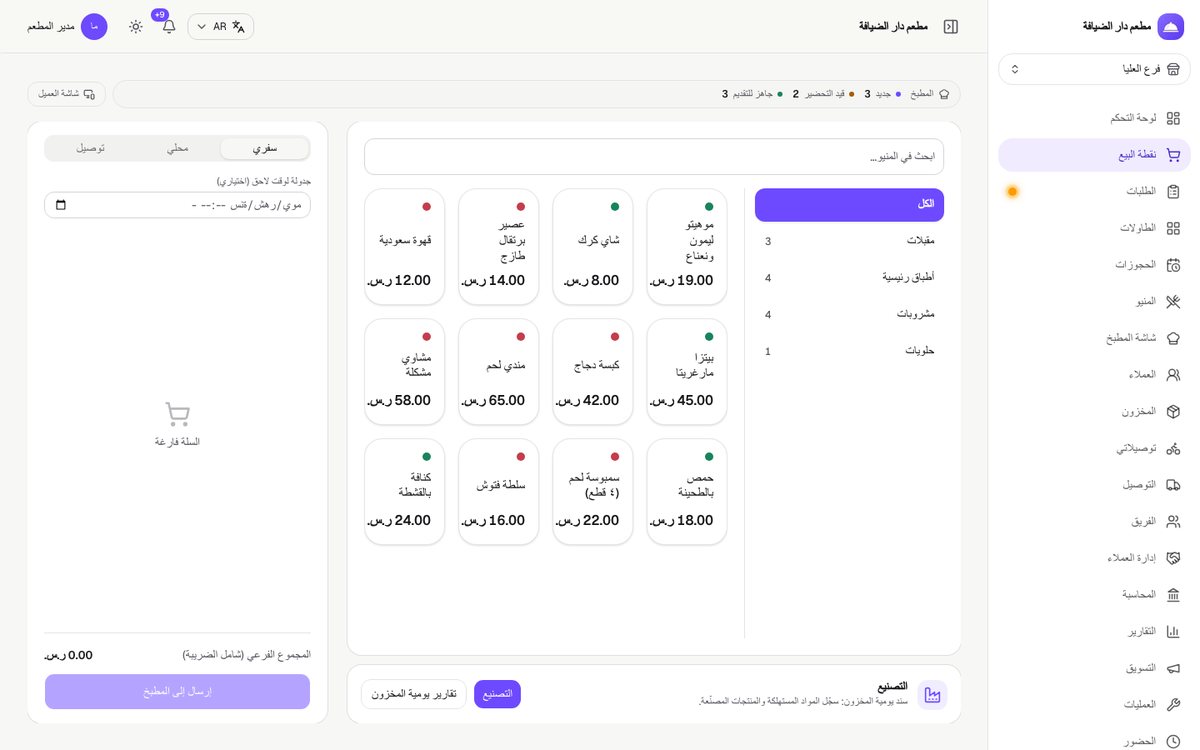 مطعم دار الضيافة
فرع العليا
لوحة التحكم
نقطة البيع
الطلبات
الطاولات
الحجوزات
المنيو
شاشة المطبخ
العملاء
المخزون
توصيلاتي
التوصيل
الفريق
إدارة العملاء
المحاسبة
التقارير
التسويق
العمليات
الحضور
مطعم دار الضيافة
AR
9+
ما
مدير المطعم
المطبخ
جديد 3
قيد التحضير 2
جاهز للتقديم 3
شاشة العميل
ابحث في المنيو...
الكل
مقبلات 3
أطباق رئيسية 4
مشروبات 4
حلويات 1
موهيتو ليمون ونعناع
19.00 ر.س.
شاي كرك
8.00 ر.س.
عصير برتقال طازج
14.00 ر.س.
قهوة سعودية
12.00 ر.س.
بيتزا مارغريتا
45.00 ر.س.
كبسة دجاج
42.00 ر.س.
مندي لحم
65.00 ر.س.
مشاوي مشكلة
58.00 ر.س.
حمص بالطحينة
18.00 ر.س.
سمبوسة لحم (٤ قطع)
22.00 ر.س.
سلطة فتوش
16.00 ر.س.
كنافة بالقشطة
24.00 ر.س.
التصنيع
سند يومية المخزون: سجّل المواد المستهلكة والمنتجات المصنّعة.
التصنيع
تقارير يومية المخزون
سفري
محلي
توصيل
جدولة لوقت لاحق (اختياري)
السلة فارغة
المجموع الفرعي (شامل الضريبة)
0.00 ر.س.
إرسال إلى المطبخ